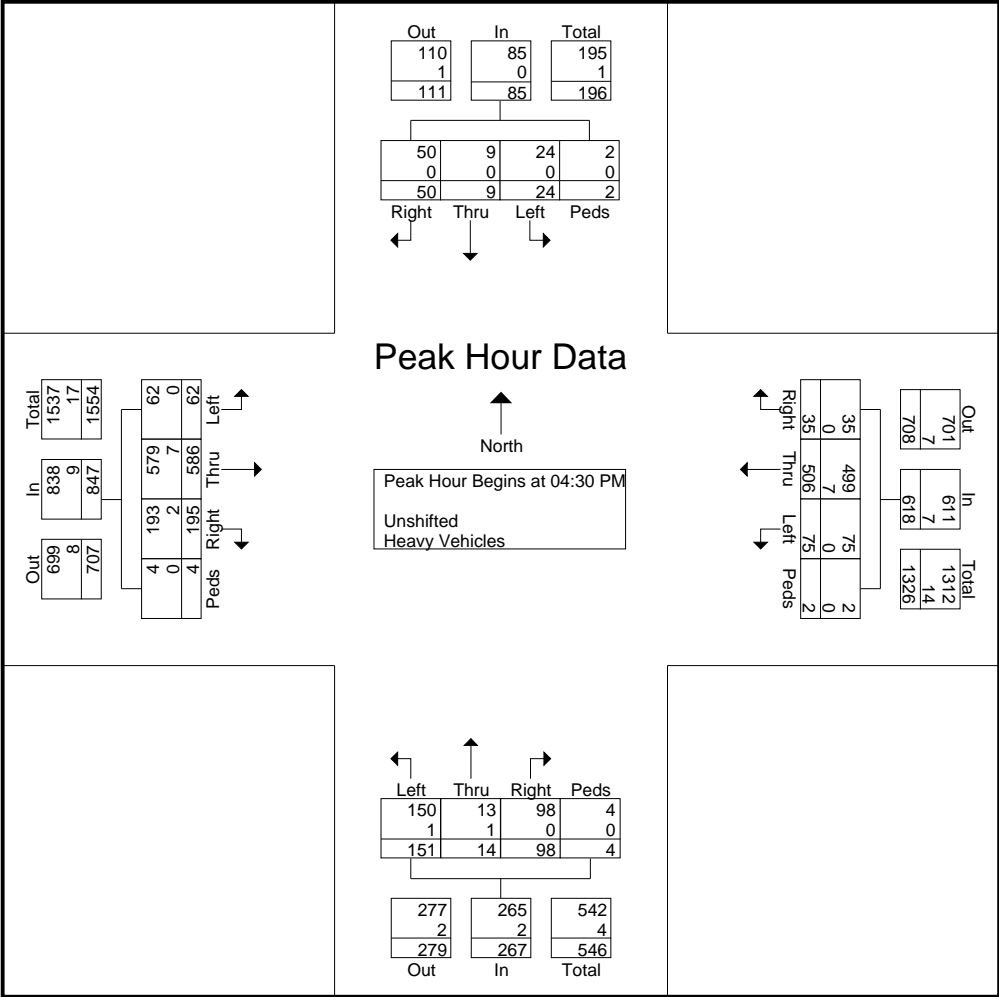 Out In Total
110 85 195
1 0 1
111 85 196
50 9 24 2
0 0 0 0
50 9 24 2
Right Thru Left Peds
Peak Hour Data
North
Peak Hour Begins at 04:30 PM
Unshifted
Heavy Vehicles
Total In Out
1537 838 699
17 9 8
1554 847 707
62 579 193 4
0 7 2 0
62 586 195 4
Left Thru Right Peds
Out In Total
701 611 1312
7 7 14
708 618 1326
35 499 75 2
0 7 0 0
35 506 75 2
Right Thru Left Peds
Left Thru Right Peds
150 13 98 4
1 1 0 0
151 14 98 4
277 265 542
2 2 4
279 267 546
Out In Total